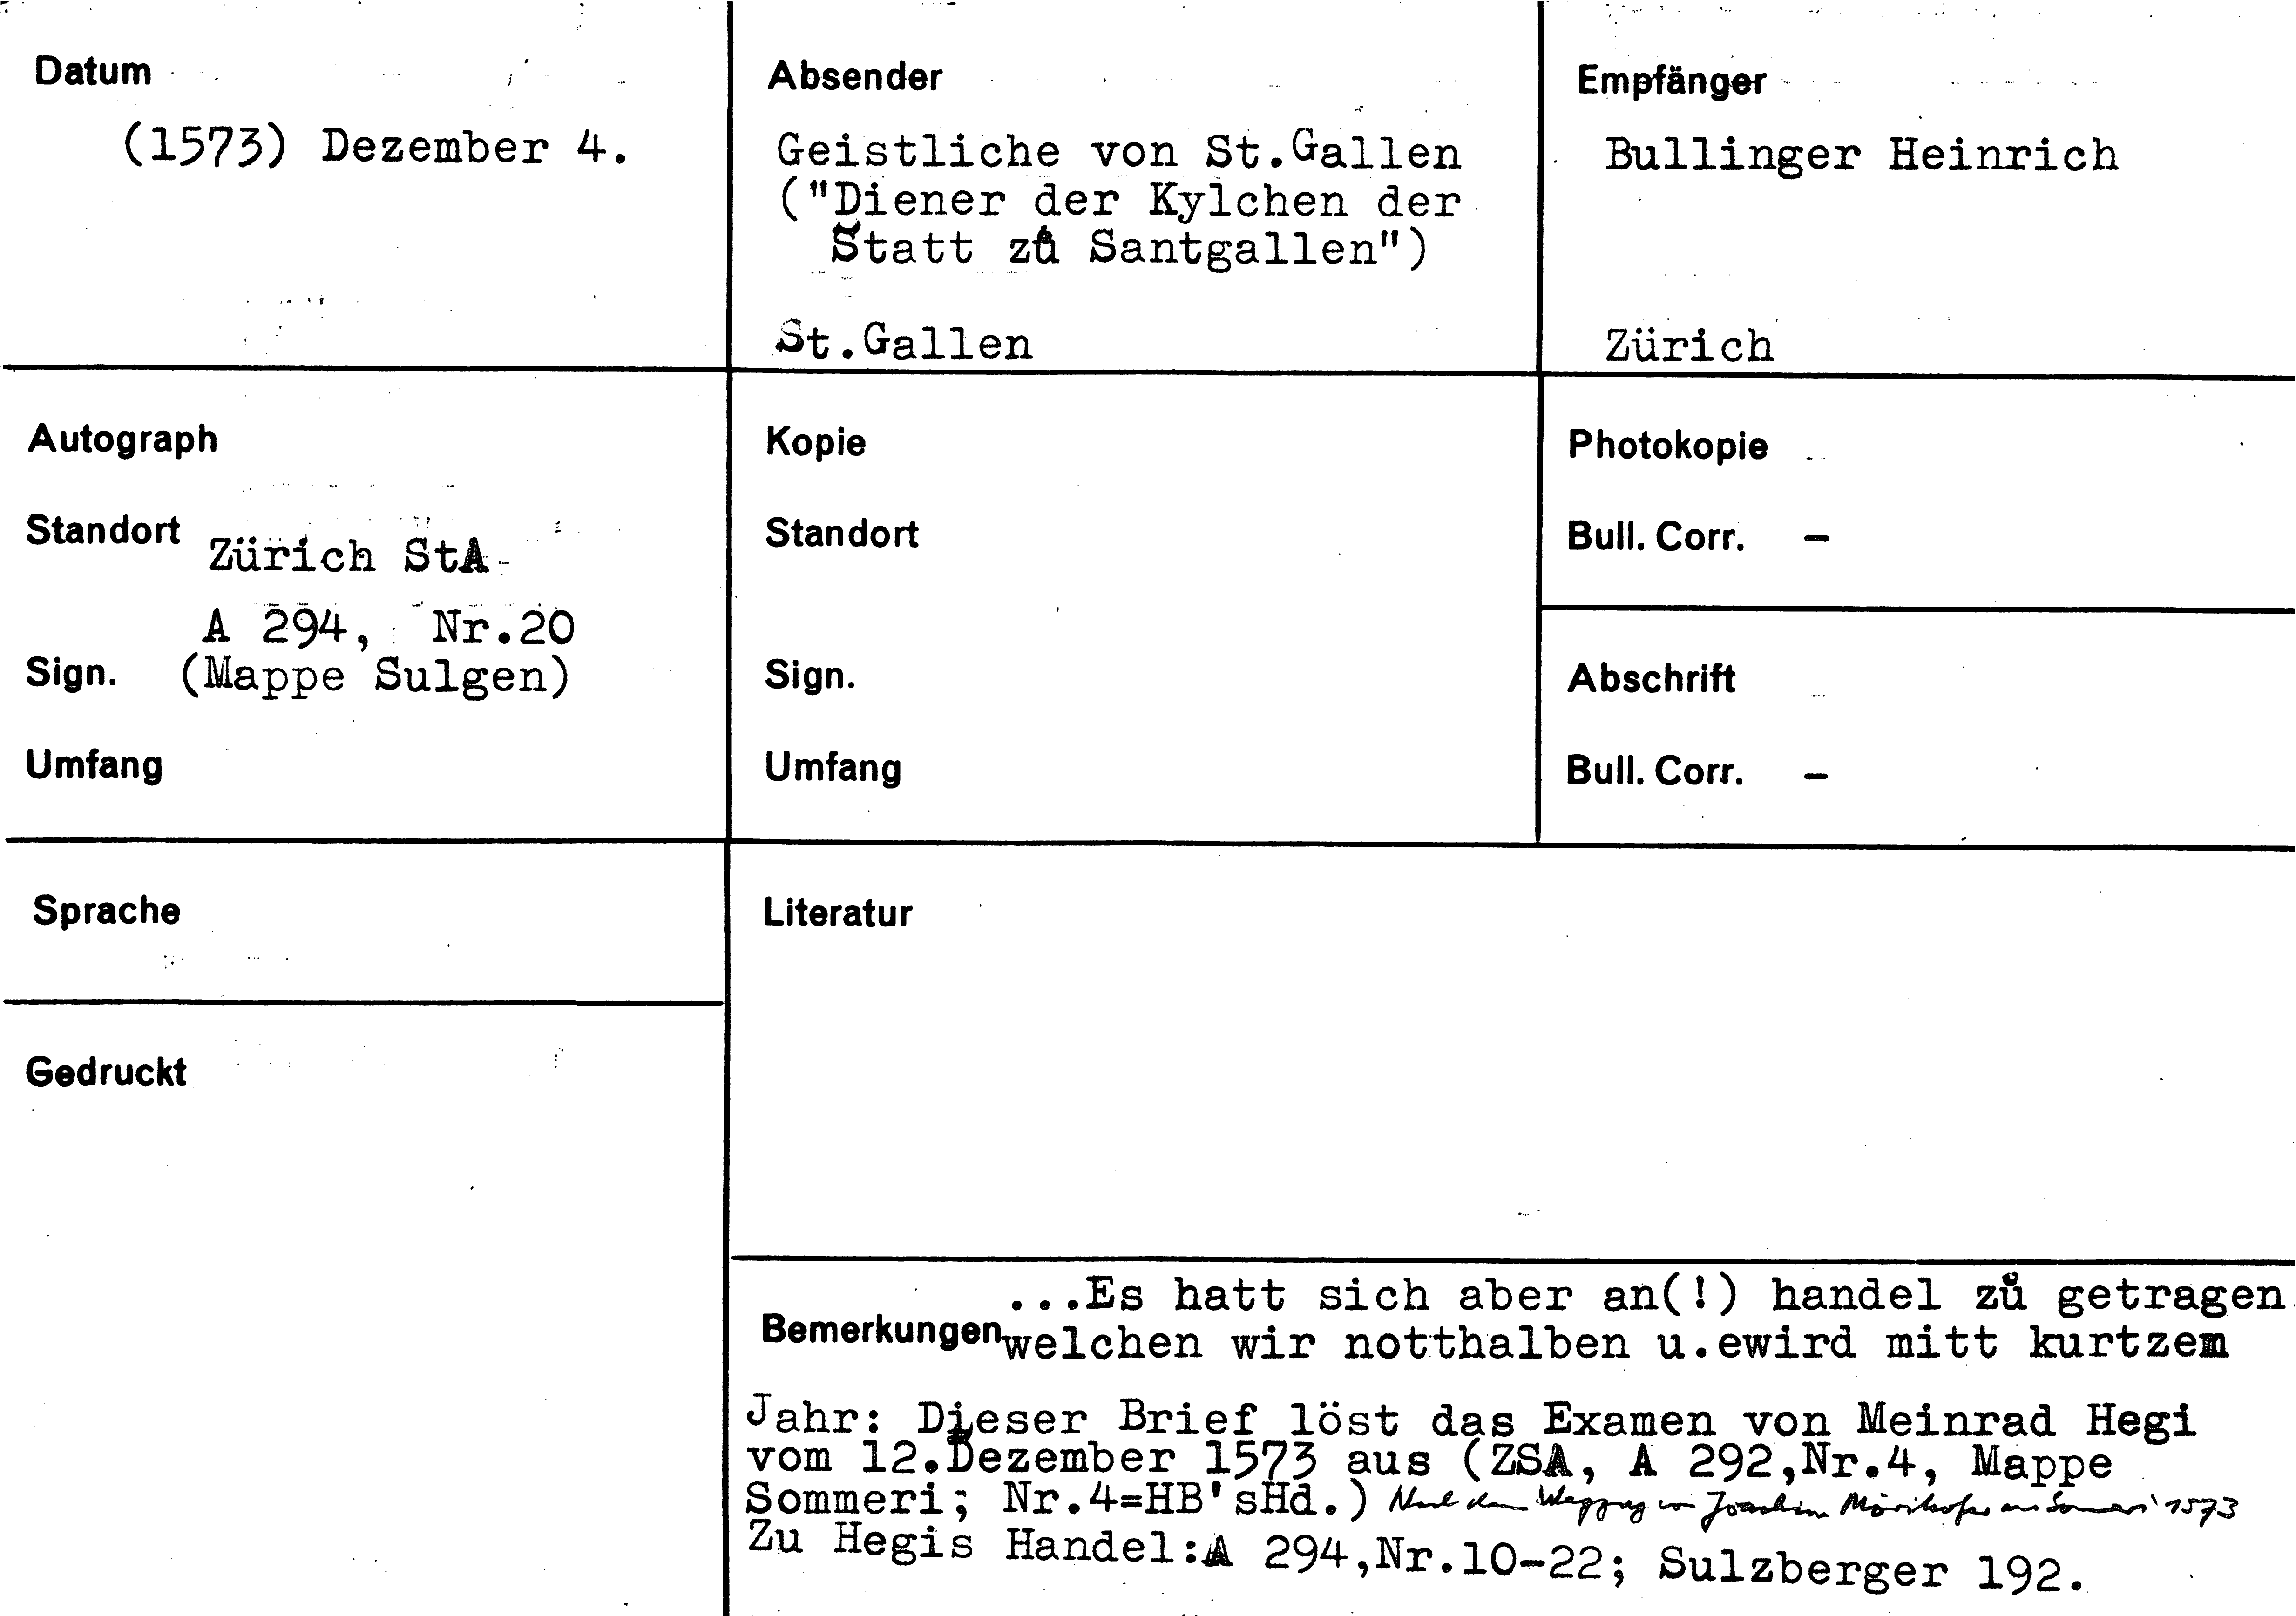 Datum
(1573) Dezember 4.
Absender
Geistliche von St.Gallen
("Diener der Kylchen der
Statt zů Santgallen")
St.Gallen
Empfänger
Bullinger Heinrich
Zürich
Autograph
Standort Zürich StA
A 294, Nr.20
Sign. (Mappe Sulgen)
Umfang
Kopie
Standort
Sign.
Umfang
Photokopie
Bull. Corr. –
Abschrift
Bull. Corr. –
Sprache
Gedruckt
Literatur
...Es hatt sich aber an(!) handel zů getragen
Bemerkungen welchen wir notthalben u.ewird mitt kurtzem
Jahr: Dieser Brief löst das Examen von Meinrad Hegi
vom 12.Dezember 1573 aus (ZSA, A 292,Nr.4, Mappe
Sommeri; Nr.4=HB'sHd.) Nach dem Wegzug von Joachim Mörikofer aus Sommeri 1573
Zu Hegis Handel:A 294,Nr.10-22; Sulzberger 192.